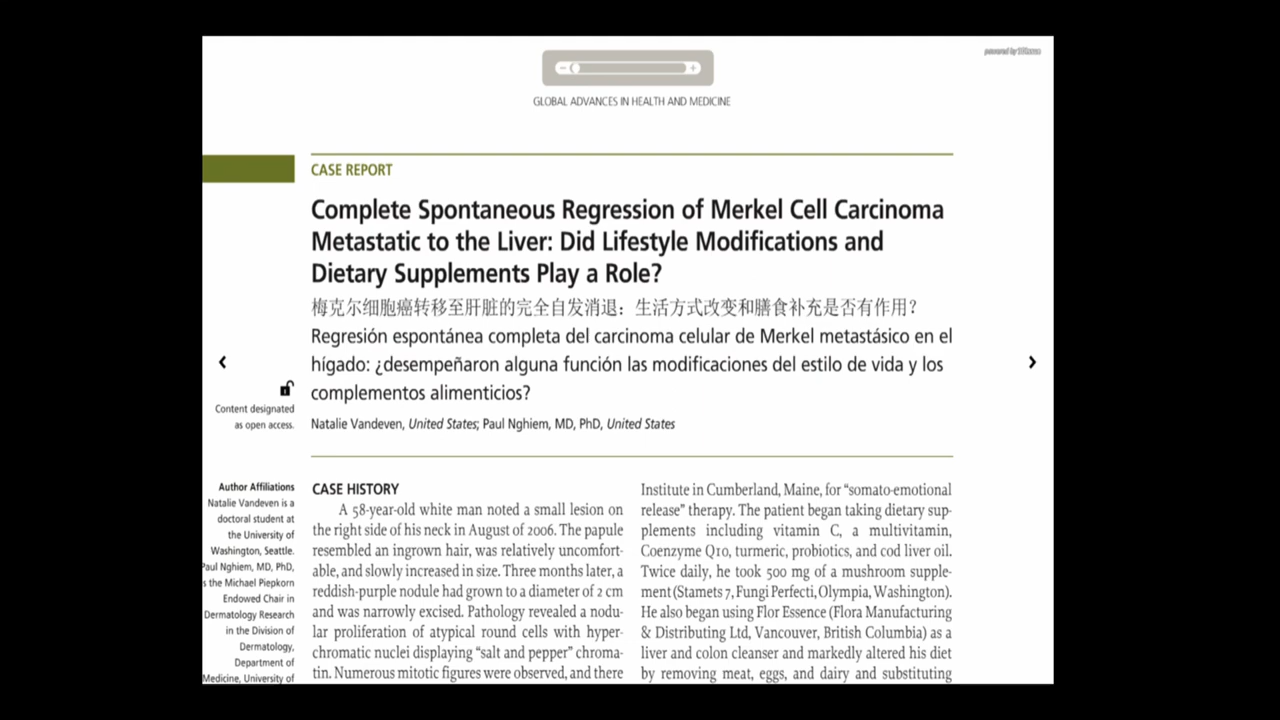 powered by
GLOBAL ADVANCES IN HEALTH AND MEDICINE
CASE REPORT
Complete Spontaneous Regression of Merkel Cell Carcinoma
Metastatic to the Liver: Did Lifestyle Modifications and
Dietary Supplements Play a Role?
梅克尔细胞癌转移至肝脏的完全自发消退：生活方式改变和膳食补充是否有作用？
Regresión espontánea completa del carcinoma celular de Merkel metastásico en el
hígado: ¿desempeñaron alguna función las modificaciones del estilo de vida y los
complementos alimenticios?
Natalie Vandeven, United States; Paul Nghiem, MD, PhD, United States
Content designated
as open access.
Author Affiliations
Natalie Vandeven is a
doctoral student at
the University of
Washington, Seattle.
Paul Nghiem, MD, PhD,
s the Michael Piepkorn
Endowed Chair in
Dermatology Research
in the Division of
Dermatology,
Department of
Medicine, University of
CASE HISTORY
A 58-year-old white man noted a small lesion on
the right side of his neck in August of 2006. The papule
resembled an ingrown hair, was relatively uncomfort-
able, and slowly increased in size. Three months later, a
reddish-purple nodule had grown to a diameter of 2 cm
and was narrowly excised. Pathology revealed a nodu-
lar proliferation of atypical round cells with hyper-
chromatic nuclei displaying “salt and pepper” chroma-
tin. Numerous mitotic figures were observed, and there
Institute in Cumberland, Maine, for “somato-emotional
release” therapy. The patient began taking dietary sup-
plements including vitamin C, a multivitamin,
Coenzyme Q10, turmeric, probiotics, and cod liver oil.
Twice daily, he took 500 mg of a mushroom supple-
ment (Stamets 7, Fungi Perfecti, Olympia, Washington).
He also began using Flor Essence (Flora Manufacturing
& Distributing Ltd, Vancouver, British Columbia) as a
liver and colon cleanser and markedly altered his diet
by removing meat, eggs, and dairy and substituting